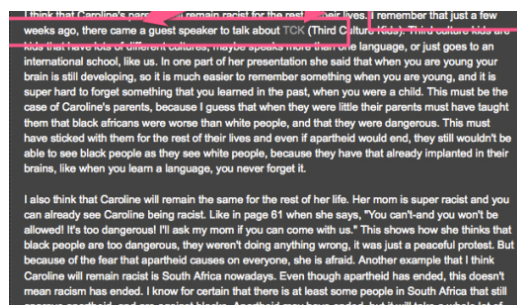 I think that Caroline's parents remain racist for the rest of their lives. I remember that just a few
weeks ago, there came a guest speaker to talk about TCK (Third Culture Kids). Third culture kids are
kids that have lots of different cultures, maybe speaks more than one language, or just goes to an
international school, like us. In one part of her presentation she said that when you are young your
brain is still developing, so it is much easier to remember something when you are young, and it is
super hard to forget something that you learned in the past, when you were a child. This must be the
case of Caroline's parents, because I guess that when they were little their parents must have taught
them that black africans were worse than white people, and that they were dangerous. This must
have sticked with them for the rest of their lives and even if apartheid would end, they still wouldn't be
able to see black people as they see white people, because they have that already implanted in their
brains, like when you learn a language, you never forget it.
I also think that Caroline will remain the same for the rest of her life. Her mom is super racist and you
can already see Caroline being racist. Like in page 61 when she says, "You can't-and you won't be
allowed! It's too dangerous! I'll ask my mom if you can come with us." This shows how she thinks that
black people are too dangerous, they weren't doing anything wrong, it was just a peaceful protest. But
because of the fear that apartheid causes on everyone, she is afraid. Another example that I think
Caroline will remain racist is South Africa nowadays. Even though apartheid has ended, this doesn't
mean racism has ended. I know for certain that there is at least some people in South Africa that still
apartheid, and are against blacks. Apartheid may have ended, but it will take a whole lot of